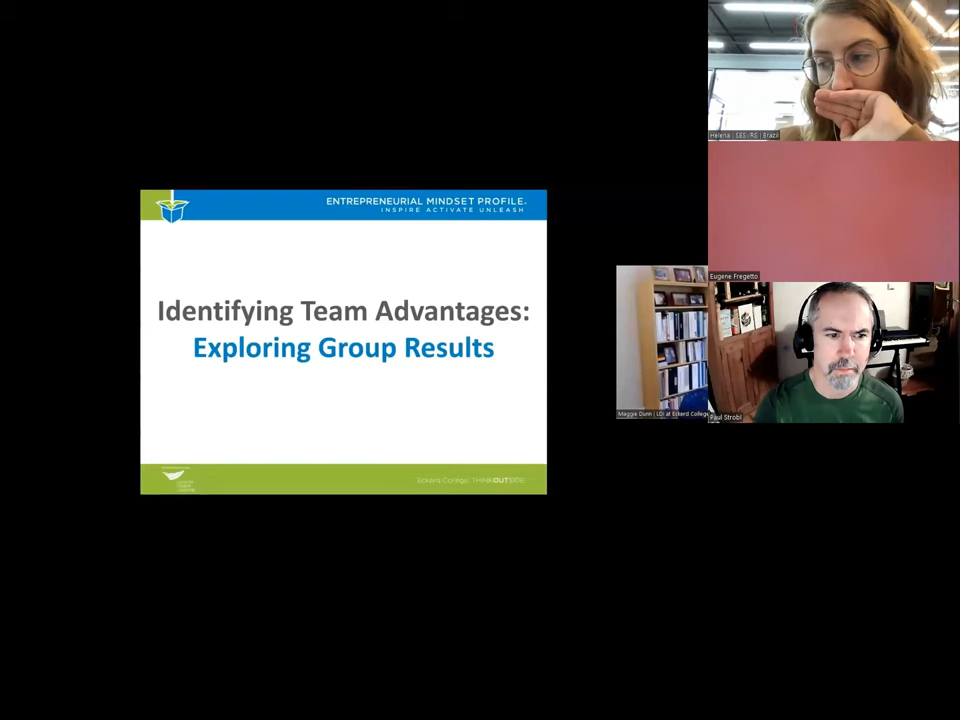 ENTREPRENEURIAL MINDSET PROFILE
INSPIRE ACTIVATE UNLEASH
Identifying Team Advantages:
Exploring Group Results
Eckerd College: THINKOUTSIDE
Helena | SESI/RS | Brazil
Eugene Fregetto
Maggie Dunn | LDI at Eckerd College
Paul Strobl